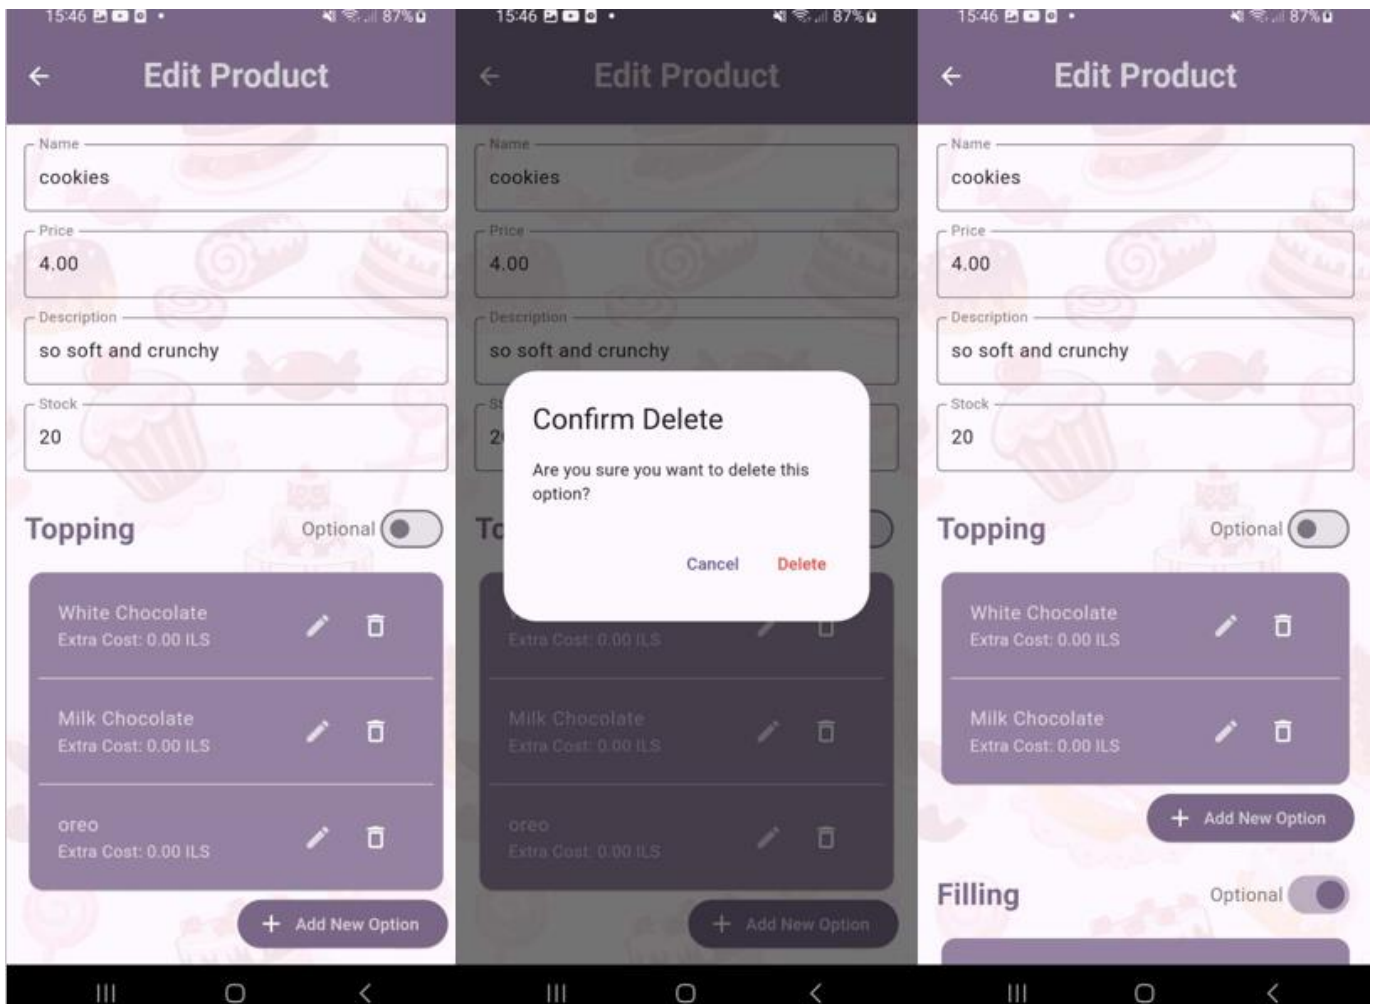 15:46
87%
Edit Product
Name
cookies
Price
4.00
Description
so soft and crunchy
Stock
20
Topping
Optional
White Chocolate
Extra Cost: 0.00 ILS
Milk Chocolate
Extra Cost: 0.00 ILS
oreo
Extra Cost: 0.00 ILS
+ Add New Option
15:46
87%
Edit Product
Name
cookies
Price
4.00
Description
so soft and crunchy
Confirm Delete
Are you sure you want to delete this
option?
Cancel
Delete
Extra Cost: 0.00 ILS
Milk Chocolate
Extra Cost: 0.00 ILS
oreo
Extra Cost: 0.00 ILS
+ Add New Option
15:46
87%
Edit Product
Name
cookies
Price
4.00
Description
so soft and crunchy
Stock
20
Topping
Optional
White Chocolate
Extra Cost: 0.00 ILS
Milk Chocolate
Extra Cost: 0.00 ILS
+ Add New Option
Filling
Optional